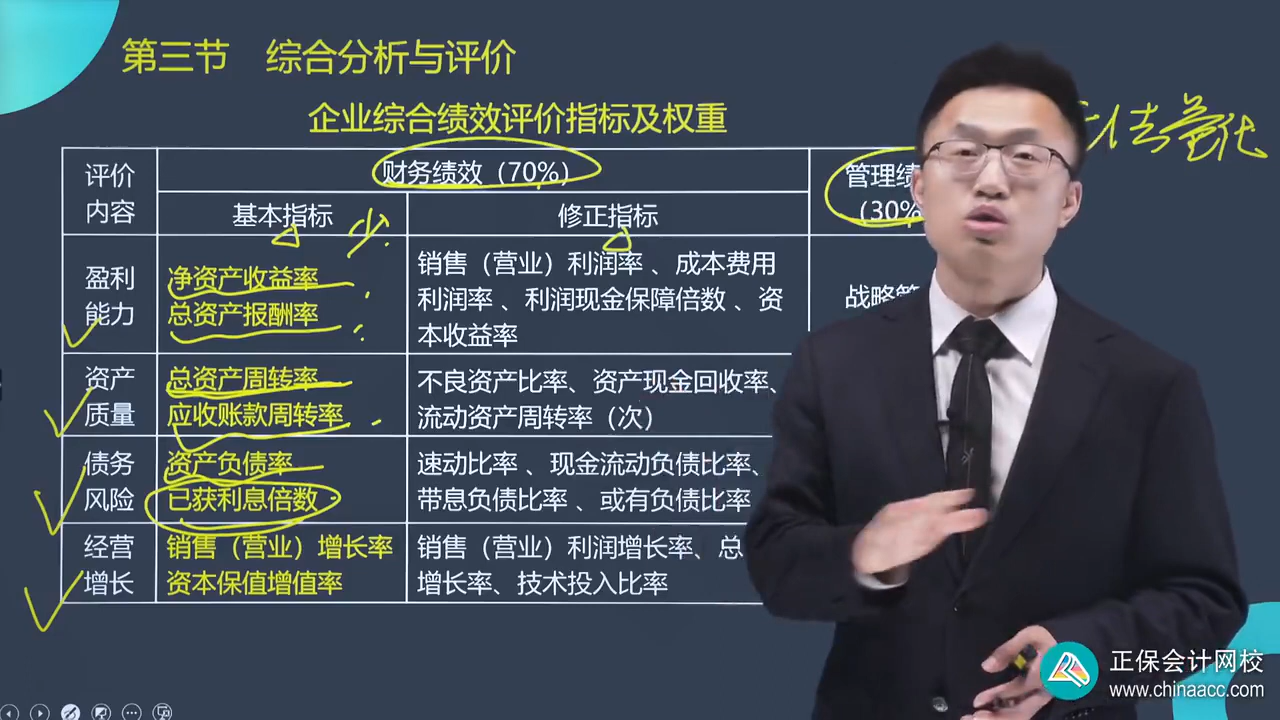 第三节 综合分析与评价
企业综合绩效评价指标及权重
评价
内容
财务绩效（70%）
管理绩
（30%
基本指标
少
修正指标
盈利
能力
净资产收益率
总资产报酬率
销售（营业）利润率 、成本费用
利润率 、利润现金保障倍数 、资
本收益率
战略管
资产
质量
总资产周转率
应收账款周转率
不良资产比率、资产现金回收率、
流动资产周转率（次）
债务
风险
资产负债率
已获利息倍数
速动比率 、现金流动负债比率、
带息负债比率 、或有负债比率
经营
增长
销售（营业）增长率
资本保值增值率
销售（营业）利润增长率、总
增长率、技术投入比率
法量化
正保会计网校
www.chinaacc.com